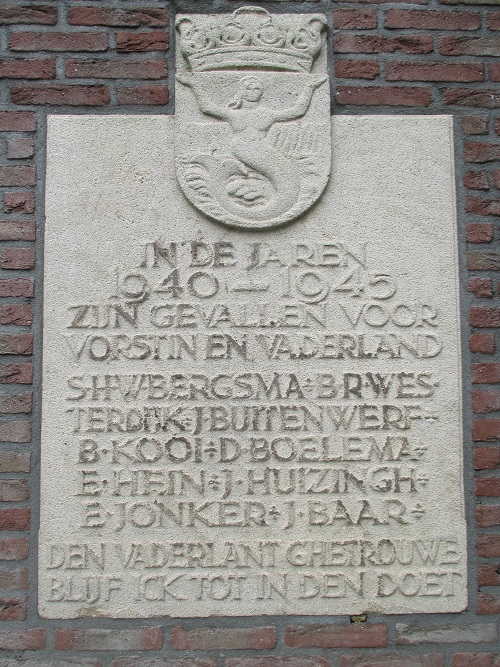 IN DE JAREN
1940 — 1945
ZIJN GEVALLEN VOOR
VORSTIN EN VADERLAND
S·H·W·BERGSMA·B·R·WES-
TERDIJK·J·BUITENWERF·
B·KOOI·D·BOELEMA·
E·HEIN·J·HUIZINGH·
E·JONKER·J·BAAR·
DEN VADERLANT GHETROUWE
BLIJF ICK TOT IN DEN DOET